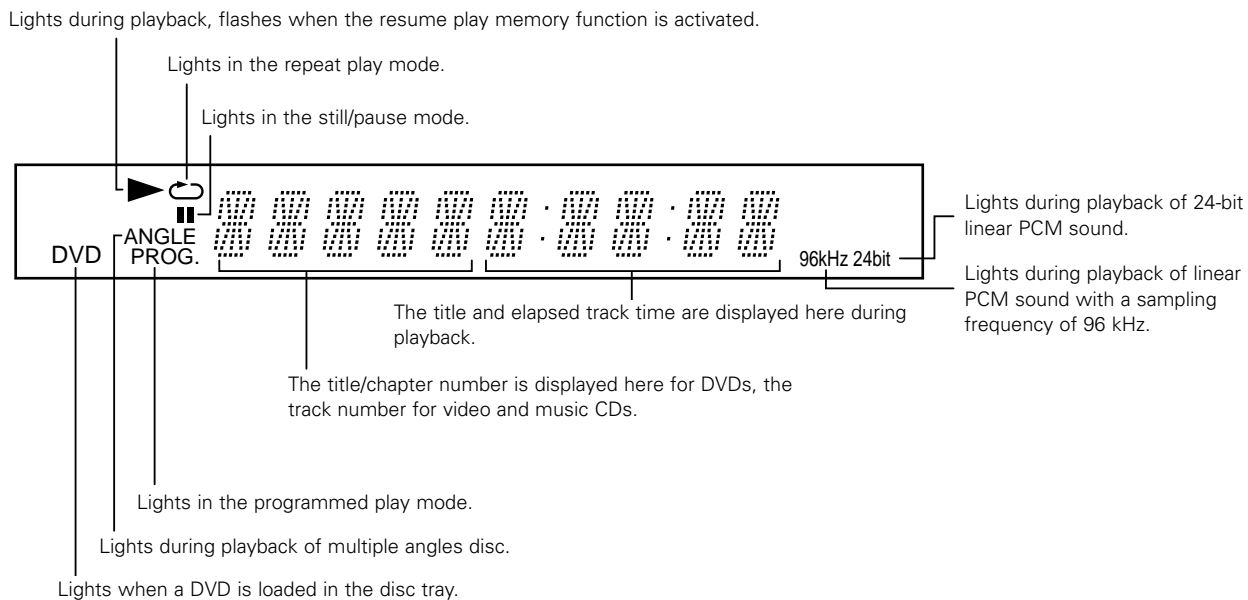 Lights during playback, flashes when the resume play memory function is activated.
Lights in the repeat play mode.
Lights in the still/pause mode.
ANGLE
DVD PROG.
96kHz 24bit
Lights during playback of 24-bit
linear PCM sound.
Lights during playback of linear
PCM sound with a sampling
frequency of 96 kHz.
The title and elapsed track time are displayed here during
playback.
The title/chapter number is displayed here for DVDs, the
track number for video and music CDs.
Lights in the programmed play mode.
Lights during playback of multiple angles disc.
Lights when a DVD is loaded in the disc tray.